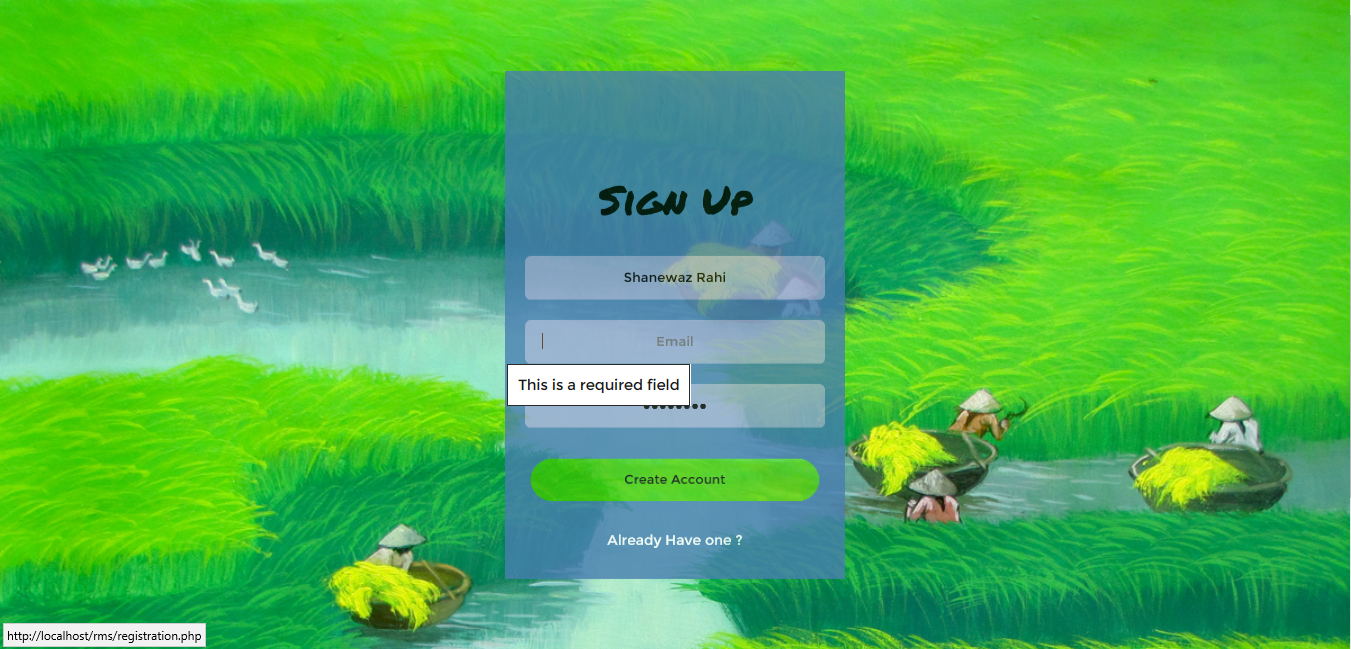 Sign Up
Shanewaz Rahi
Email
This is a required field
Create Account
Already Have one ?
http://localhost/rms/registration.php